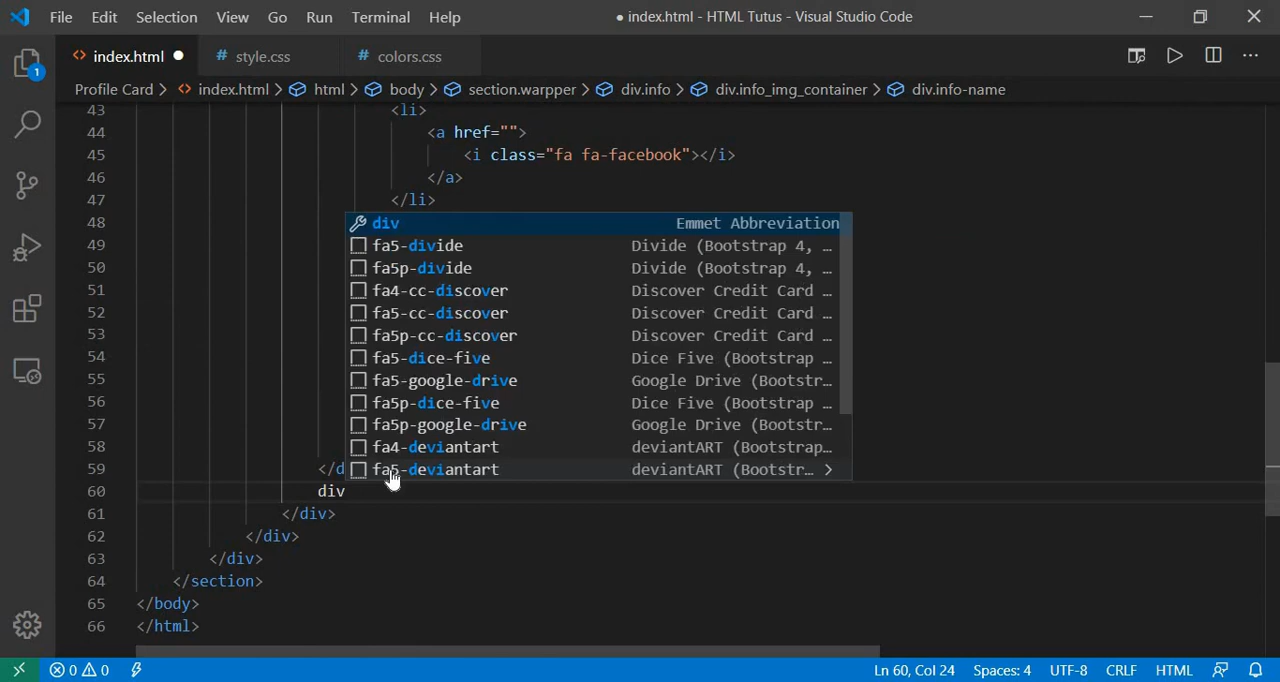 File Edit Selection View Go Run Terminal Help ● index.html - HTML Tutus - Visual Studio Code
index.html # style.css # colors.css
Profile Card > index.html > html > body > section.warpper > div.info > div.info_img_container > div.info-name
1
43 <li>
44 <a href="">
45 <i class="fa fa-facebook"></i>
46 </a>
47 </li>
48 div Emmet Abbreviation
49 fa5-divide Divide (Bootstrap 4, …
50 fa5p-divide Divide (Bootstrap 4, …
51 fa4-cc-discover Discover Credit Card …
52 fa5-cc-discover Discover Credit Card …
53 fa5p-cc-discover Discover Credit Card …
54 fa5-dice-five Dice Five (Bootstrap …
55 fa5-google-drive Google Drive (Bootstr…
56 fa5p-dice-five Dice Five (Bootstrap …
57 fa5p-google-drive Google Drive (Bootstr…
58 fa4-deviantart deviantART (Bootstrap…
59 </d fa5-deviantart deviantART (Bootstr… >
60 div
61 </div>
62 </div>
63 </div>
64 </section>
65 </body>
66 </html>
0 0 Ln 60, Col 24 Spaces: 4 UTF-8 CRLF HTML